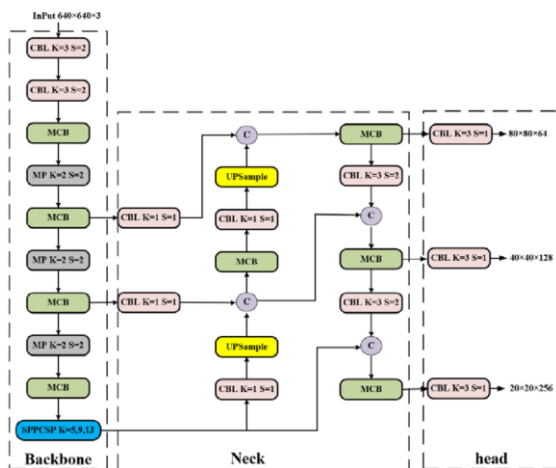 InPut 640×640×3
CBL K=3 S=2
CBL K=3 S=2
MCB
MP K=2 S=2
MCB
MP K=2 S=2
MCB
MP K=2 S=2
MCB
SPPCSP K=5,9,13
Backbone
CBL K=1 S=1
CBL K=1 S=1
C
UPSample
CBL K=1 S=1
MCB
C
UPSample
CBL K=1 S=1
MCB
CBL K=3 S=2
C
MCB
CBL K=3 S=2
C
MCB
Neck
CBL K=3 S=1
80×80×64
CBL K=3 S=1
40×40×128
CBL K=3 S=1
20×20×256
head